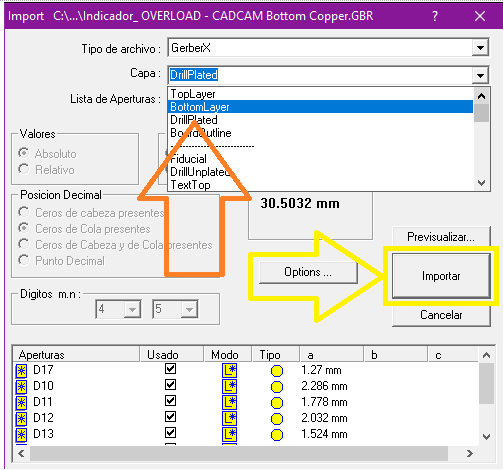 Import   C:\...\Indicador_ OVERLOAD - CADCAM Bottom Copper.GBR
Tipo de archivo : GerberX
Capa : DrillPlated
Lista de Aperturas :
TopLayer
BottomLayer
DrillPlated
BoardOutline
----------------------------
Fiducial
DrillUnplated
TextTop
Valores
Absoluto
Relativo
Posicion Decimal
Ceros de cabeza presentes
Ceros de Cola presentes
Ceros de Cabeza y de Cola presentes
Punto Decimal
30.5032 mm
Previsualizar...
Options ...
Importar
Cancelar
Digitos m.n :
4 5
Aperturas Usado Modo Tipo a b c
D17 L* 1.27 mm
D10 L* 2.286 mm
D11 L* 1.778 mm
D12 L* 2.032 mm
D13 L* 1.524 mm